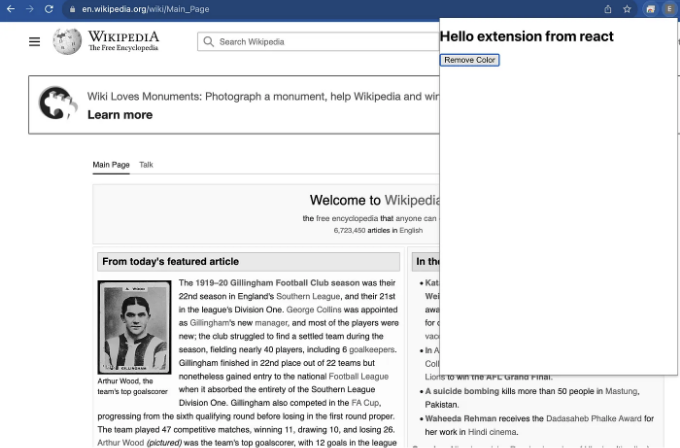 en.wikipedia.org/wiki/Main_Page
E
Hello extension from react
Remove Color
WIKIPEDIA
The Free Encyclopedia
Search Wikipedia
Wiki Loves Monuments: Photograph a monument, help Wikipedia and
Learn more
Main Page Talk
Welcome to Wikipedia
the free encyclopedia that anyone can
6,723,450 articles in English
From today's featured article
The 1919–20 Gillingham Football Club season was their
22nd season in England's Southern League, and their 21st
in the league's Division One. George Collins was appointed
as Gillingham's new manager, and most of the players were
new; the club struggled to find a settled team during the
season, fielding nearly 40 players, including 6 goalkeepers.
Gillingham finished in 22nd place out of 22 teams but
nonetheless gained entry to the national Football League
when it absorbed the entirety of the Southern League
Division One. Gillingham also competed in the FA Cup,
progressing from the sixth qualifying round before losing in the first round proper.
The team played 47 competitive matches, winning 11, drawing 10, and losing 26.
Arthur Wood (pictured) was the team's top goalscorer, with 12 goals in the league
GILLINGHAM
Arthur Wood, the
team's top goalscorer
In the
• Kat
Wei
awa
for
vac
• In A
Coll
Lions to win the AFL Grand Final.
• A suicide bombing kills more than 50 people in Mastung,
Pakistan.
• Waheeda Rehman receives the Dadasaheb Phalke Award for
her work in Hindi cinema.